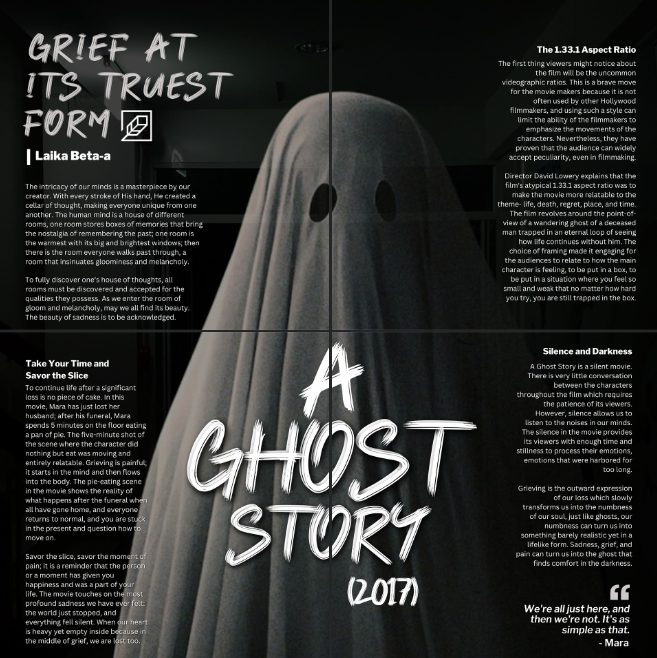 GRIEF AT
ITS TRUEST
FORM
Laika Beta-a
The intricacy of our minds is a masterpiece by our
creator. With every stroke of His hand, He created a
cellar of thought, making everyone unique from one
another. The human mind is a house of different
rooms, one room stores boxes of memories that bring
the nostalgia of remembering the past; one room is
the warmest with its big and brightest windows; then
there is the room everyone walks past through, a
room that insinuates gloominess and melancholy.
To fully discover one's house of thoughts, all
rooms must be discovered and accepted for the
qualities they possess. As we enter the room of
gloom and melancholy, may we all find its beauty.
The beauty of sadness is to be acknowledged.
The 1.33.1 Aspect Ratio
The first thing viewers might notice about
the film will be the uncommon
videographic ratios. This is a brave move
for the movie makers because it is not
often used by other Hollywood
filmmakers, and using such a style can
limit the ability of the filmmakers to
emphasize the movements of the
characters. Nevertheless, they have
proven that the audience can widely
accept peculiarity, even in filmmaking.
Director David Lowery explains that the
film's atypical 1.33.1 aspect ratio was to
make the movie more relatable to the
theme- life, death, regret, place, and time.
The film revolves around the point-of-
view of a wandering ghost of a deceased
man trapped in an eternal loop of seeing
how life continues without him. The
choice of framing made it engaging for
the audiences to relate to how the main
character is feeling, to be put in a box, to
be put in a situation where you feel so
small and weak that no matter how hard
you try, you are still trapped in the box.
Take Your Time and
Savor the Slice
To continue life after a significant
loss is no piece of cake. In this
movie, Mara has just lost her
husband; after his funeral, Mara
spends 5 minutes on the floor eating
a pan of pie. The five-minute shot of
the scene where the character did
nothing but eat was moving and
entirely relatable. Grieving is painful;
it starts in the mind and then flows
into the body. The pie-eating scene
in the movie shows the reality of
what happens after the funeral when
all have gone home, and everyone
returns to normal, and you are stuck
in the present and question how to
move on.
Savor the slice, savor the moment of
pain; it is a reminder that the person
or a moment has given you
happiness and was a part of your
life. The movie touches on the most
profound sadness we have ever felt:
the world just stopped, and
everything fell silent. When our heart
is heavy yet empty inside because in
the middle of grief, we are lost too.
A
GHOST
STORY
(2017)
Silence and Darkness
A Ghost Story is a silent movie.
There is very little conversation
between the characters
throughout the film which requires
the patience of its viewers.
However, silence allows us to
listen to the noises in our minds.
The silence in the movie provides
its viewers with enough time and
stillness to process their emotions,
emotions that were harbored for
too long.
Grieving is the outward expression
of our loss which slowly
transforms us into the numbness
of our soul, just like ghosts, our
numbness can turn us into
something barely realistic yet in a
lifelike form. Sadness, grief, and
pain can turn us into the ghost that
finds comfort in the darkness.
“
We're all just here, and
then we're not. It's as
simple as that.
- Mara